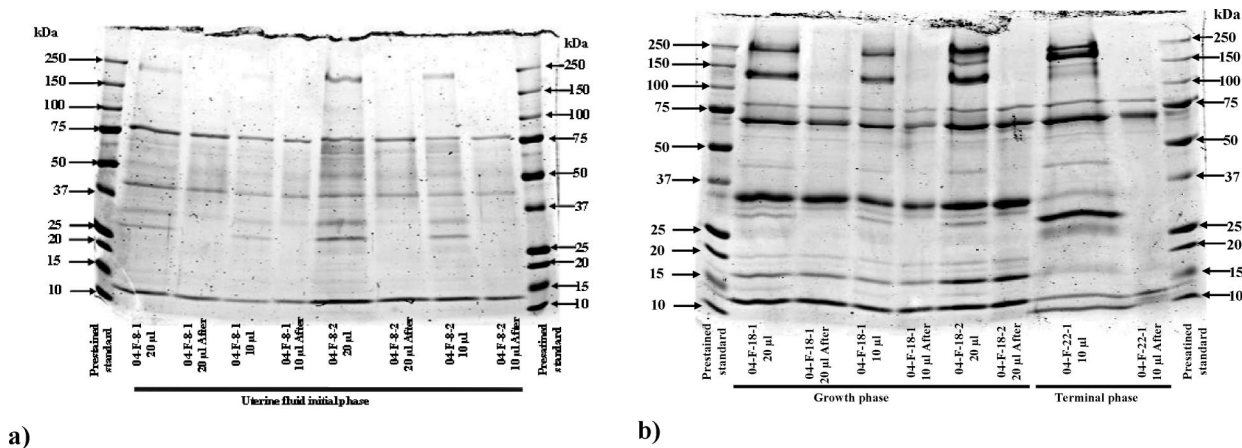 kDa
250
150
100
75
50
37
25
20
15
10
kDa
250
150
100
75
50
37
25
20
15
10
Prestained
standard
04-F-8-1
20 µl
04-F-8-1
20 µl After
04-F-8-1
10 µl
04-F-8-1
10 µl After
04-F-8-2
20 µl
04-F-8-2
20 µl After
04-F-8-2
10 µl
04-F-8-2
10 µl After
Presatined
standard
Uterine fluid initial phase
a)
kDa
250
150
100
75
50
37
25
20
15
10
kDa
250
150
100
75
50
37
25
20
15
10
Prestained
standard
04-F-18-1
20 µl
04-F-18-1
20 µl After
04-F-18-1
10 µl
04-F-18-1
10 µl After
04-F-18-2
20 µl
04-F-18-2
20 µl After
04-F-22-1
10 µl
04-F-22-1
10 µl After
Presatined
standard
Growth phase
Terminal phase
b)